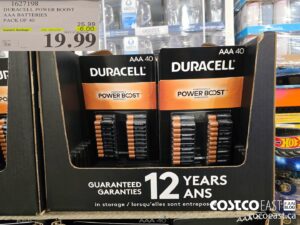 1627198
DURACELL POWER BOOST
AAA BATTERIES
PACK OF 40
25.99
6.00
19.99
AAA 40
AAA 40
DURACELL
DURACELL
POWER BOOST
POWER BOOST
GUARANTEED
GARANTIES
12 YEARS
ANS
in storage / lorsqu'elles sont entreposées
COSTCO EAST
cocoeast.ca
AAA 40